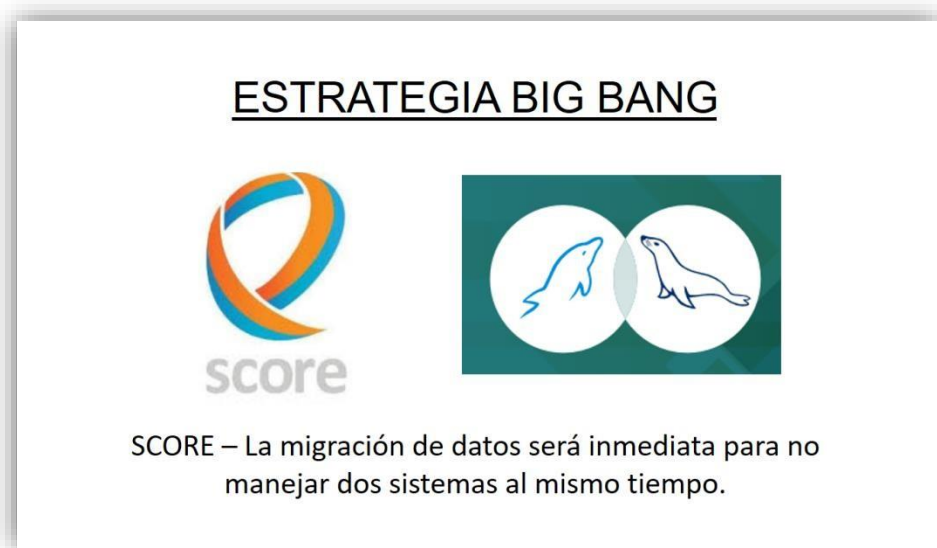 ESTRATEGIA BIG BANG
score
SCORE – La migración de datos será inmediata para no
manejar dos sistemas al mismo tiempo.